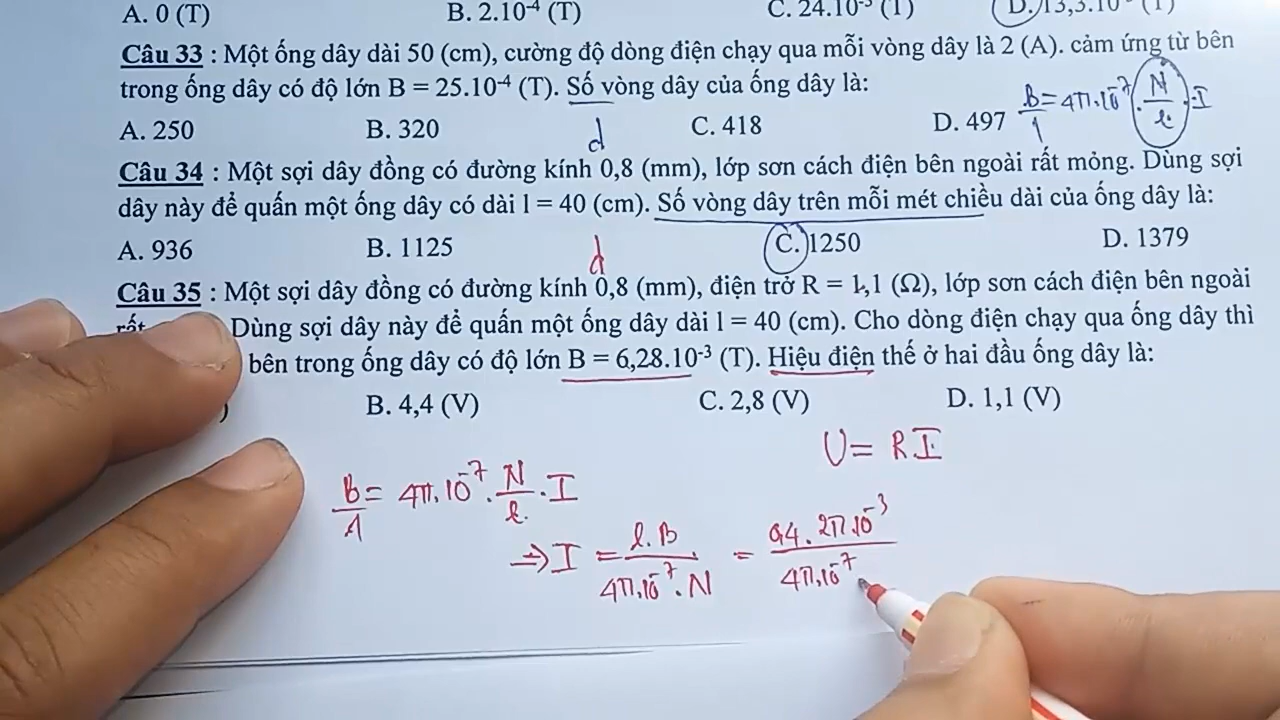 A. 0 (T) B. 2.10⁻⁴ (T) C. 24.10⁻⁵ (T) D. 13,3.10 (T)
Câu 33 : Một ống dây dài 50 (cm), cường độ dòng điện chạy qua mỗi vòng dây là 2 (A). cảm ứng từ bên
trong ống dây có độ lớn B = 25.10⁻⁴ (T). Số vòng dây của ống dây là:
B = 4π.10⁻⁷. N/l . I
1
A. 250 B. 320 C. 418 D. 497
d
Câu 34 : Một sợi dây đồng có đường kính 0,8 (mm), lớp sơn cách điện bên ngoài rất mỏng. Dùng sợi
dây này để quấn một ống dây có dài l = 40 (cm). Số vòng dây trên mỗi mét chiều dài của ống dây là:
A. 936 B. 1125 C. 1250 D. 1379
d
Câu 35 : Một sợi dây đồng có đường kính 0,8 (mm), điện trở R = 1,1 (Ω), lớp sơn cách điện bên ngoài
rất Dùng sợi dây này để quấn một ống dây dài l = 40 (cm). Cho dòng điện chạy qua ống dây thì
bên trong ống dây có độ lớn B = 6,28.10⁻³ (T). Hiệu điện thế ở hai đầu ống dây là:
) B. 4,4 (V) C. 2,8 (V) D. 1,1 (V)
U = RI
B = 4π.10⁻⁷. N/l . I
1
⇒ I = l.B / 4π.10⁻⁷.N = 0,4.2π.10⁻³ / 4π.10⁻⁷